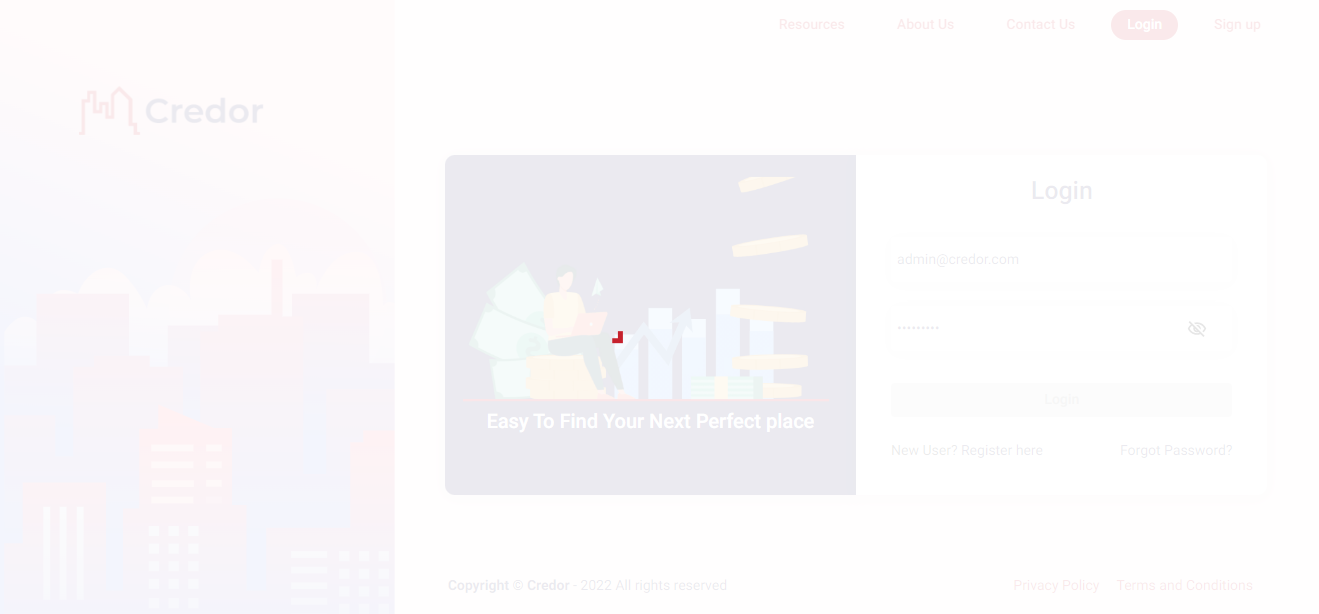 Resources
About Us
Contact Us
Login
Sign up
Credor
Login
admin@credor.com
•••••••••
Login
Easy To Find Your Next Perfect place
New User? Register here
Forgot Password?
Copyright © Credor - 2022 All rights reserved
Privacy Policy
Terms and Conditions